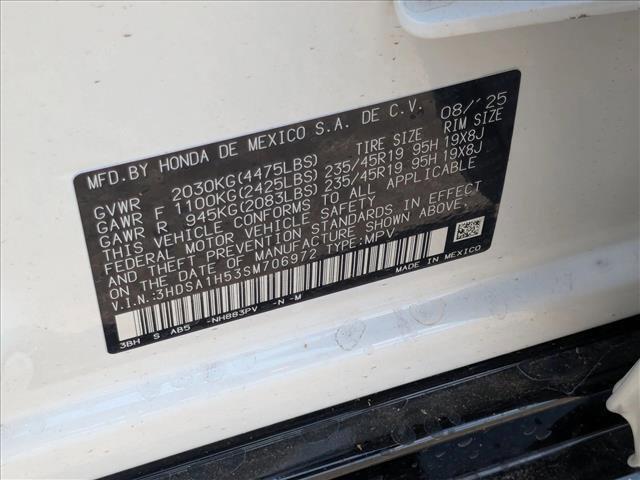 MFD.BY HONDA DE MEXICO S.A. DE C.V. 08/'25
GVWR 2030KG(4475LBS) TIRE SIZE RIM SIZE
GAWR F 1100KG(2425LBS) 235/45R19 95H 19X8J
GAWR R 945KG(2083LBS) 235/45R19 95H 19X8J
THIS VEHICLE CONFORMS TO ALL APPLICABLE
FEDERAL MOTOR VEHICLE SAFETY
AND THEFT PREVENTION STANDARDS IN EFFECT
ON THE DATE OF MANUFACTURE SHOWN ABOVE.
V.I.N.:3HDSA1H53SM706972 TYPE:MPV
MADE IN MEXICO
3BH S AB5 -NH883PV -N -M